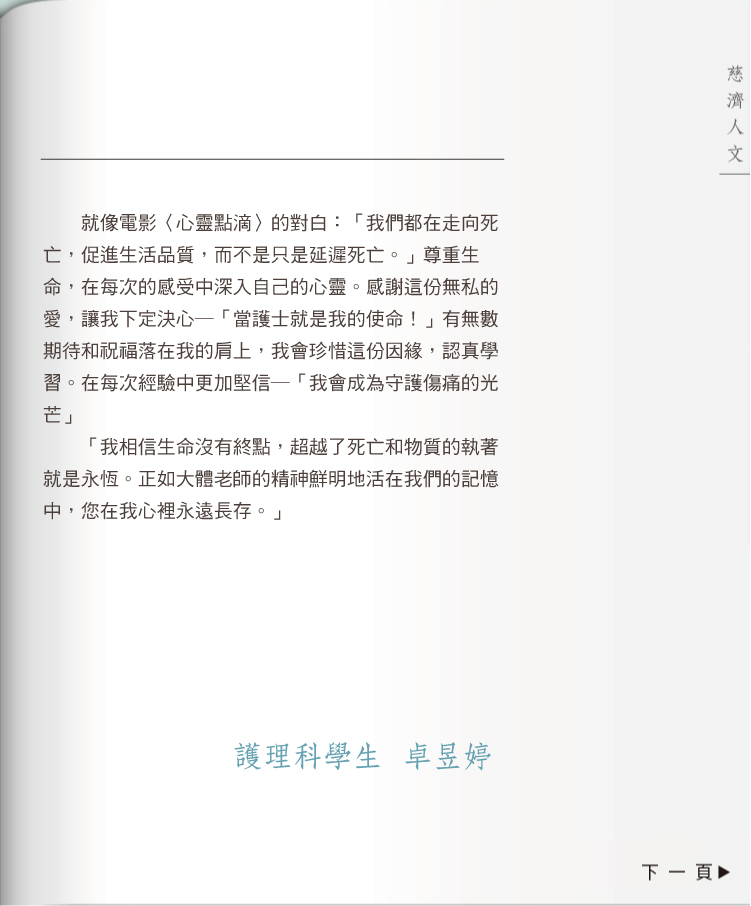 慈濟人文
就像電影〈心靈點滴〉的對白：「我們都在走向死
亡，促進生活品質，而不是只是延遲死亡。」尊重生
命，在每次的感受中深入自己的心靈。感謝這份無私的
愛，讓我下定決心─「當護士就是我的使命！」有無數
期待和祝福落在我的肩上，我會珍惜這份因緣，認真學
習。在每次經驗中更加堅信─「我會成為守護傷痛的光
芒」
「我相信生命沒有終點，超越了死亡和物質的執著
就是永恆。正如大體老師的精神鮮明地活在我們的記憶
中，您在我心裡永遠長存。」
護理科學生 卓昱婷
下一頁▶